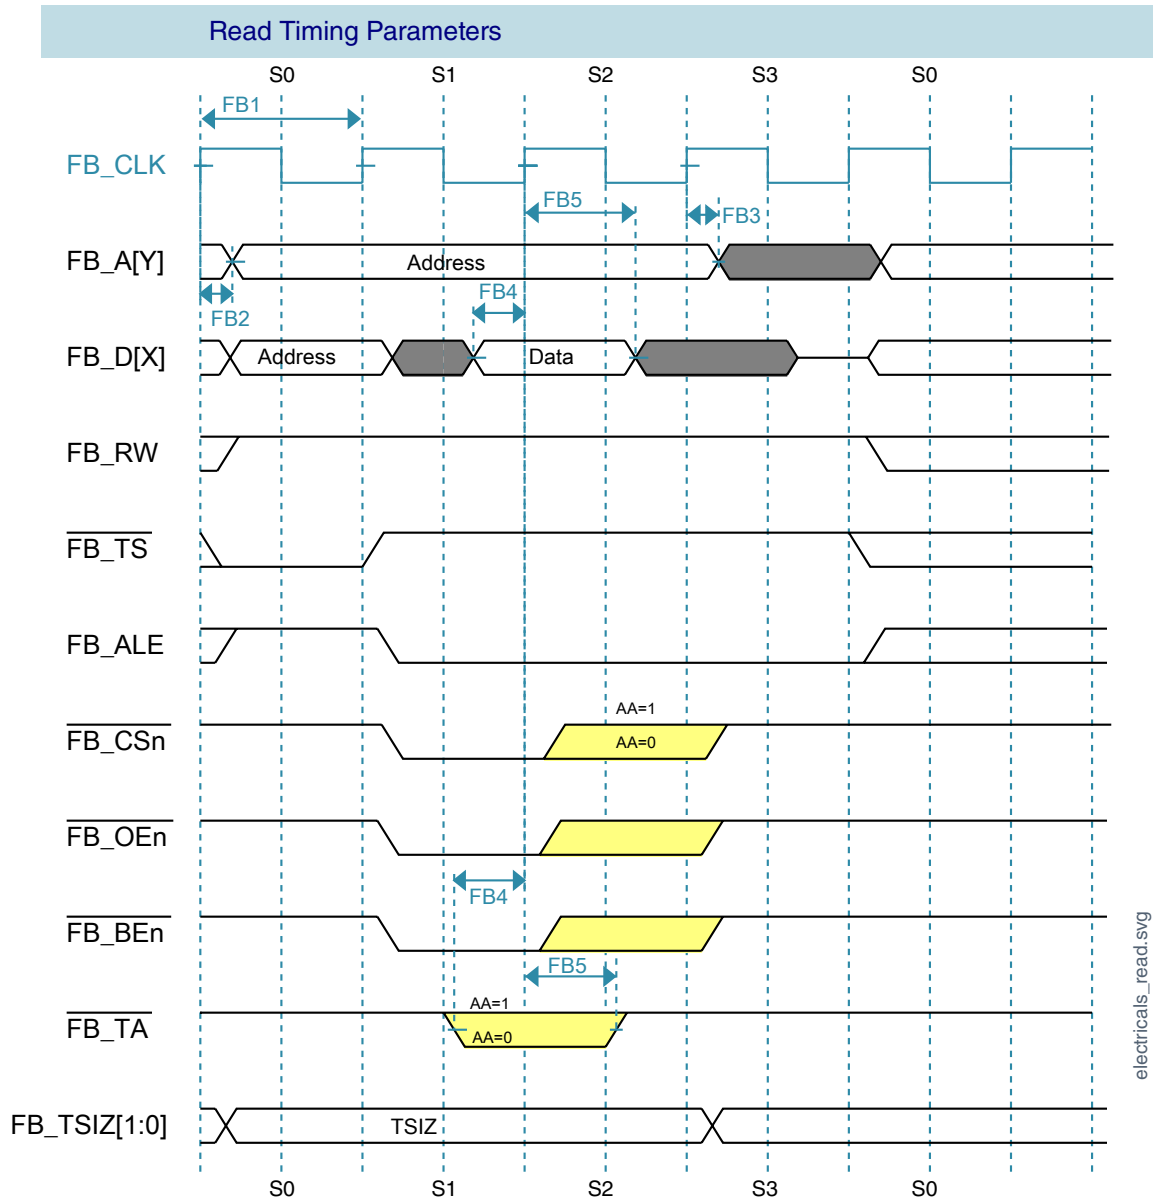 Read Timing Parameters
S0 S1 S2 S3 S0
FB1
FB_CLK
FB5
FB3
FB_A[Y]
Address
FB4
FB2
FB_D[X]
Address
Data
FB_RW
FB_TS
FB_ALE
AA=1
FB_CSn
AA=0
FB_OEn
FB4
FB_BEn
FB5
AA=1
FB_TA
AA=0
electricals_read.svg
FB_TSIZ[1:0]
TSIZ
S0 S1 S2 S3 S0